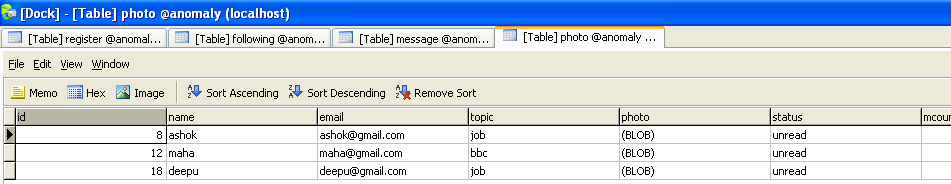 [Dock] - [Table] photo @anomaly (localhost)
[Table] register @anomal... [Table] following @anom... [Table] message @anom... [Table] photo @anomaly ...
File Edit View Window
Memo Hex Image Sort Ascending Sort Descending Remove Sort
id name email topic photo status mcoun
8 ashok ashok@gmail.com job (BLOB) unread
12 maha maha@gmail.com bbc (BLOB) unread
18 deepu deepu@gmail.com job (BLOB) unread